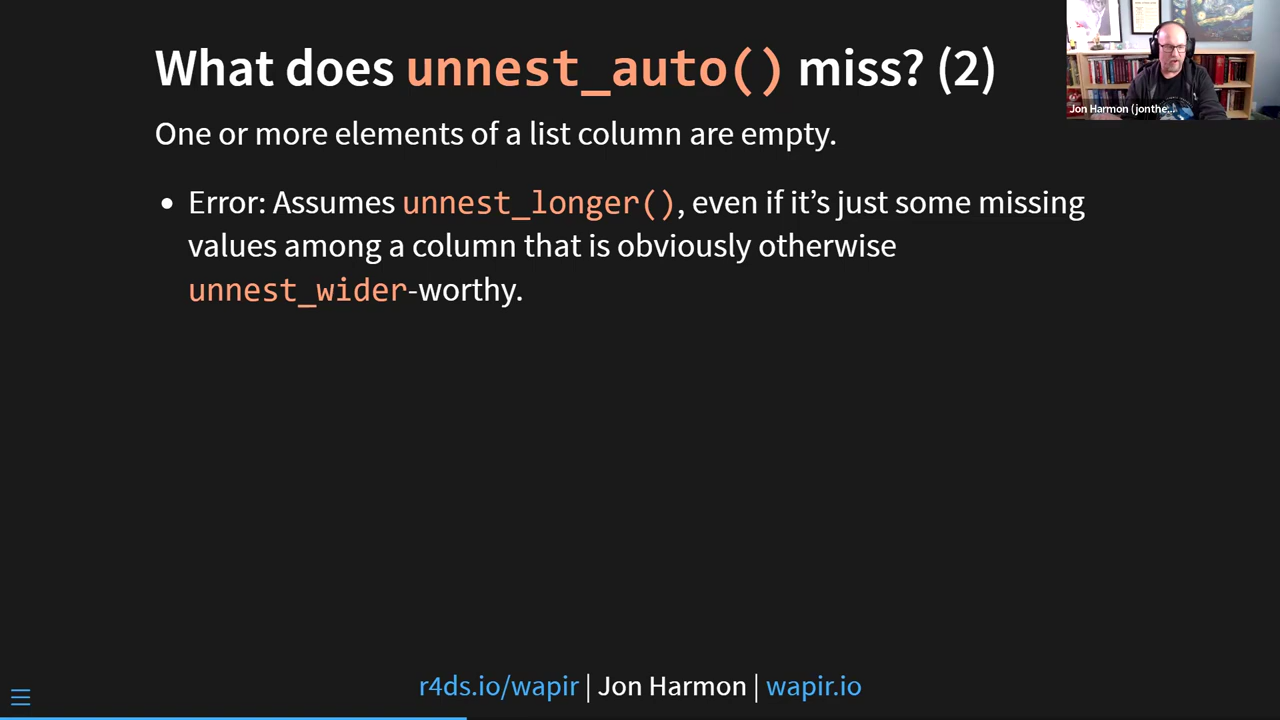 What does unnest_auto() miss? (2)
One or more elements of a list column are empty.
• Error: Assumes unnest_longer(), even if it’s just some missing
values among a column that is obviously otherwise
unnest_wider-worthy.
Jon Harmon (jonthe...
r4ds.io/wapir | Jon Harmon | wapir.io